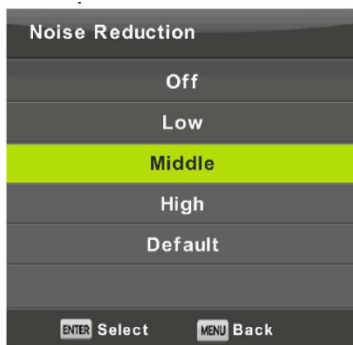 Noise Reduction
Off
Low
Middle
High
Default
ENTER Select MENU Back